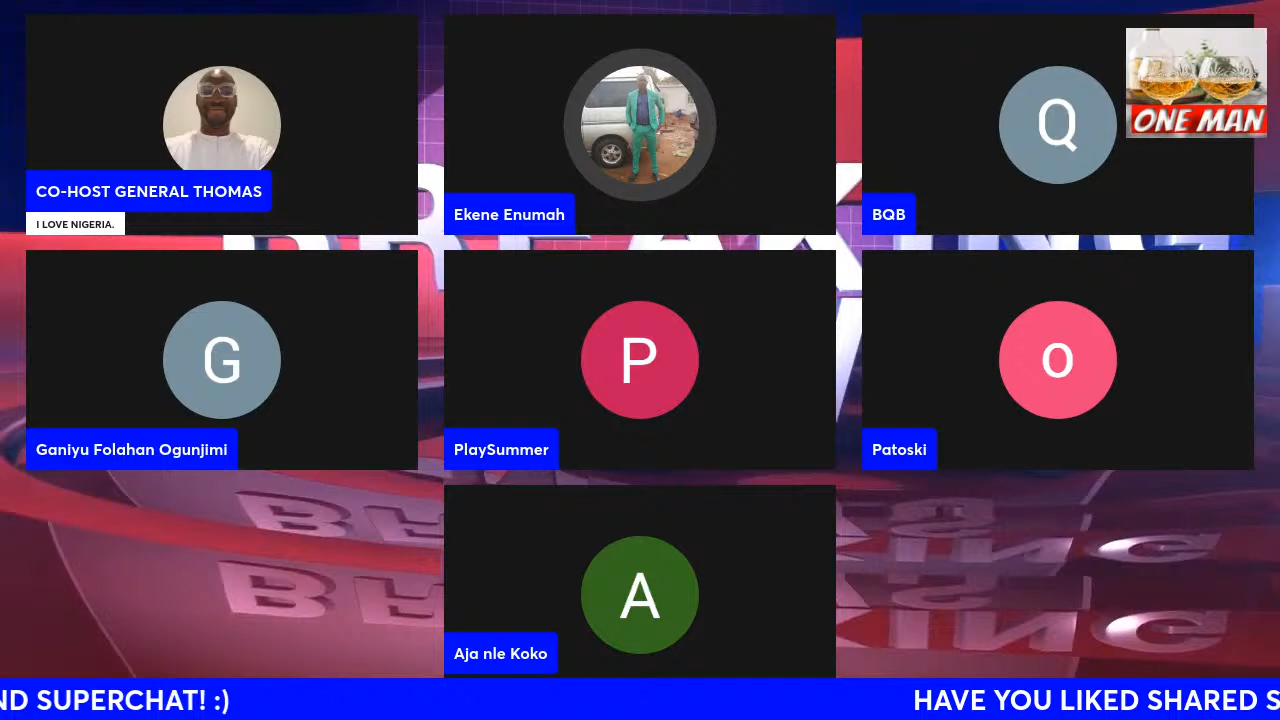 CO-HOST GENERAL THOMAS
I LOVE NIGERIA.
Ekene Enumah
Q
BQB
ONE MAN
G
Ganiyu Folahan Ogunjimi
P
PlaySummer
o
Patoski
A
Aja nle Koko
ND SUPERCHAT! :)
HAVE YOU LIKED SHARED S